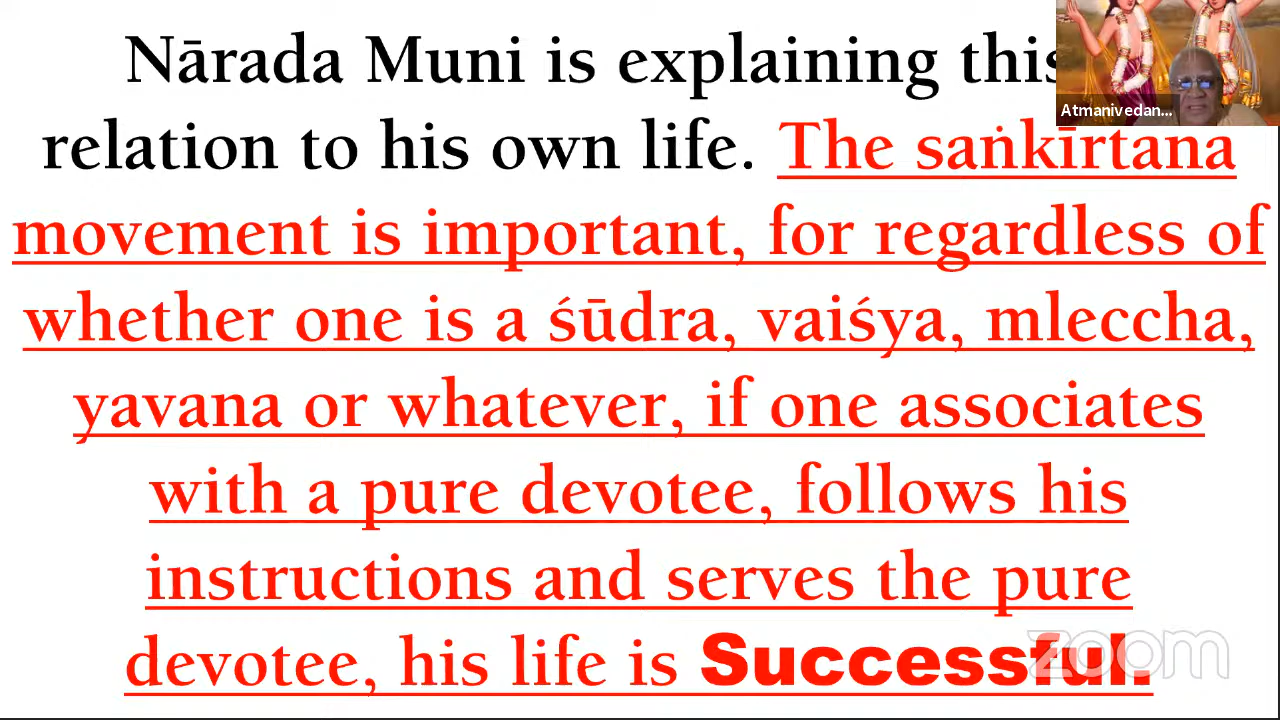 Nārada Muni is explaining this
relation to his own life. The saṅkīrtana
movement is important, for regardless of
whether one is a śūdra, vaiśya, mleccha,
yavana or whatever, if one associates
with a pure devotee, follows his
instructions and serves the pure
devotee, his life is Successful.
Atmanivedan...
zoom